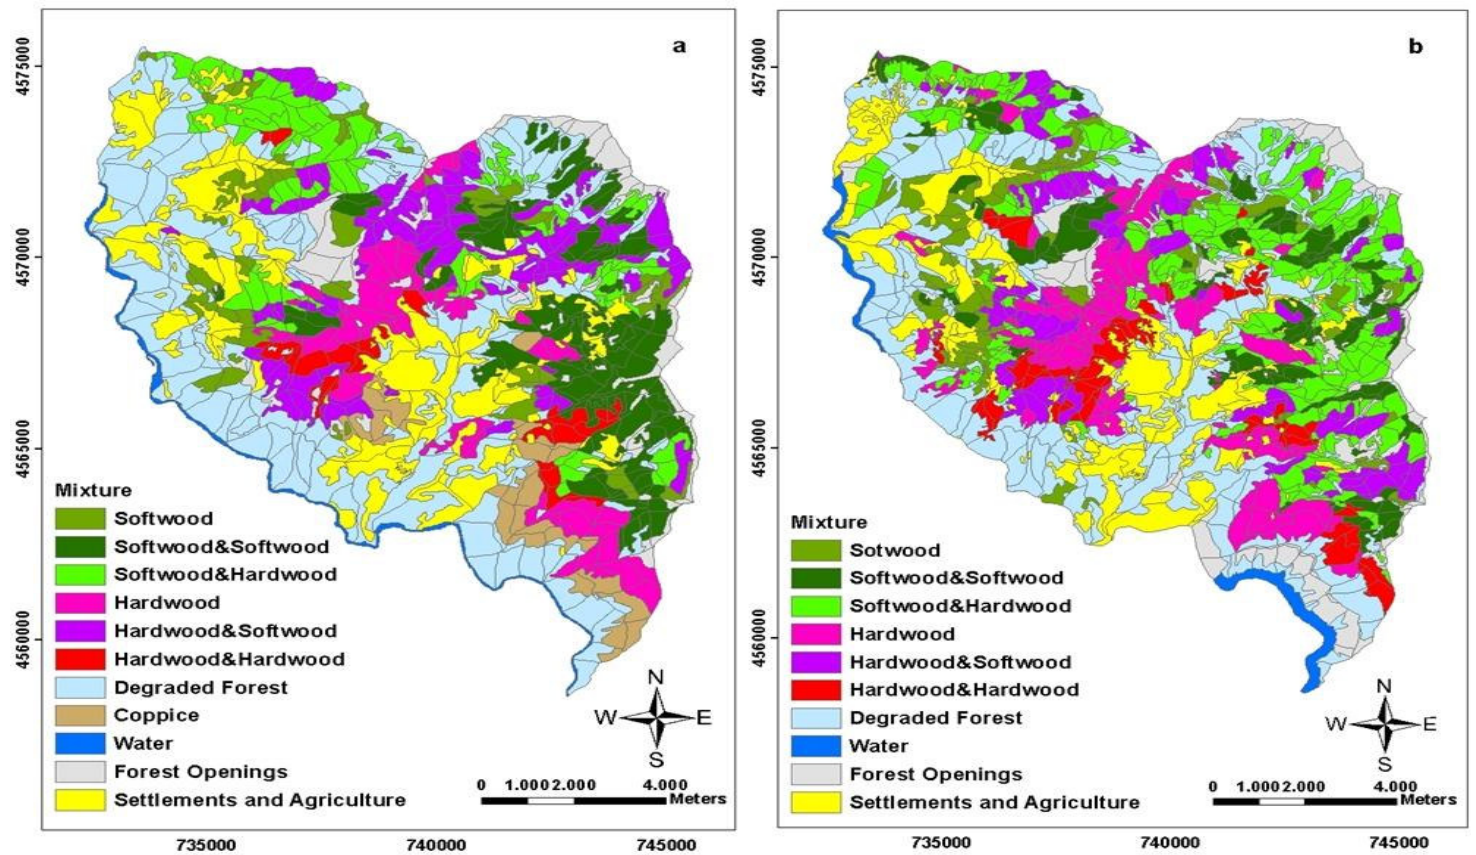 a
4575000
4570000
4565000
4560000
Mixture
Softwood
Softwood&Softwood
Softwood&Hardwood
Hardwood
Hardwood&Softwood
Hardwood&Hardwood
Degraded Forest
Coppice
Water
Forest Openings
Settlements and Agriculture
N
W E
S
0 1.000 2.000 4.000
Meters
735000 740000 745000
b
4575000
4570000
4565000
4560000
Mixture
Sotwood
Softwood&Softwood
Softwood&Hardwood
Hardwood
Hardwood&Softwood
Hardwood&Hardwood
Degraded Forest
Water
Forest Openings
Settlements and Agriculture
N
W E
S
0 1.000 2.000 4.000
Meters
735000 740000 745000